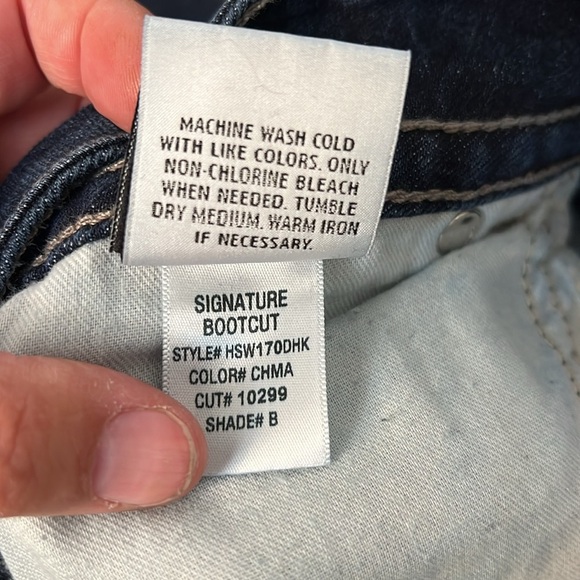 MACHINE WASH COLD
WITH LIKE COLORS. ONLY
NON-CHLORINE BLEACH
WHEN NEEDED. TUMBLE
DRY MEDIUM. WARM IRON
IF NECESSARY.
SIGNATURE
BOOTCUT
STYLE# HSW170DHK
COLOR# CHMA
CUT# 10299
SHADE# B